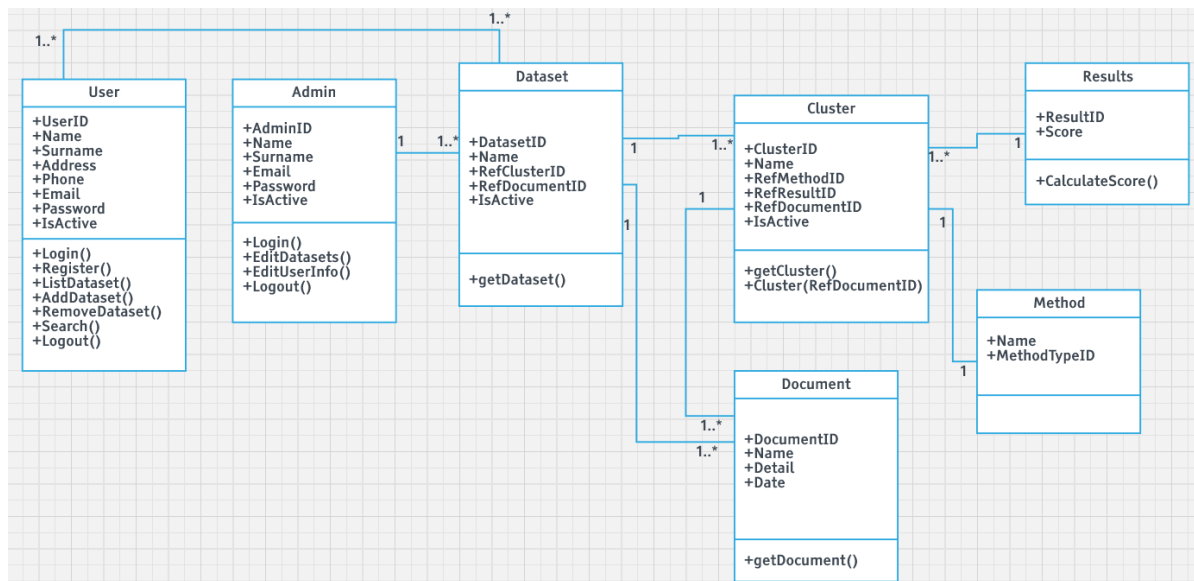 1..*
1..*
User
+UserID
+Name
+Surname
+Address
+Phone
+Email
+Password
+IsActive
+Login()
+Register()
+ListDataset()
+AddDataset()
+RemoveDataset()
+Search()
+Logout()
Admin
+AdminID
+Name
+Surname
+Email
+Password
+IsActive
+Login()
+EditDatasets()
+EditUserInfo()
+Logout()
1
1..*
Dataset
+DatasetID
+Name
+RefClusterID
+RefDocumentID
+IsActive
+getDataset()
1
1..*
1
1..*
Cluster
+ClusterID
+Name
+RefMethodID
+RefResultID
+RefDocumentID
+IsActive
+getCluster()
+Cluster(RefDocumentID)
1
1..*
1..*
1
1
1
Results
+ResultID
+Score
+CalculateScore()
Method
+Name
+MethodTypeID
Document
+DocumentID
+Name
+Detail
+Date
+getDocument()